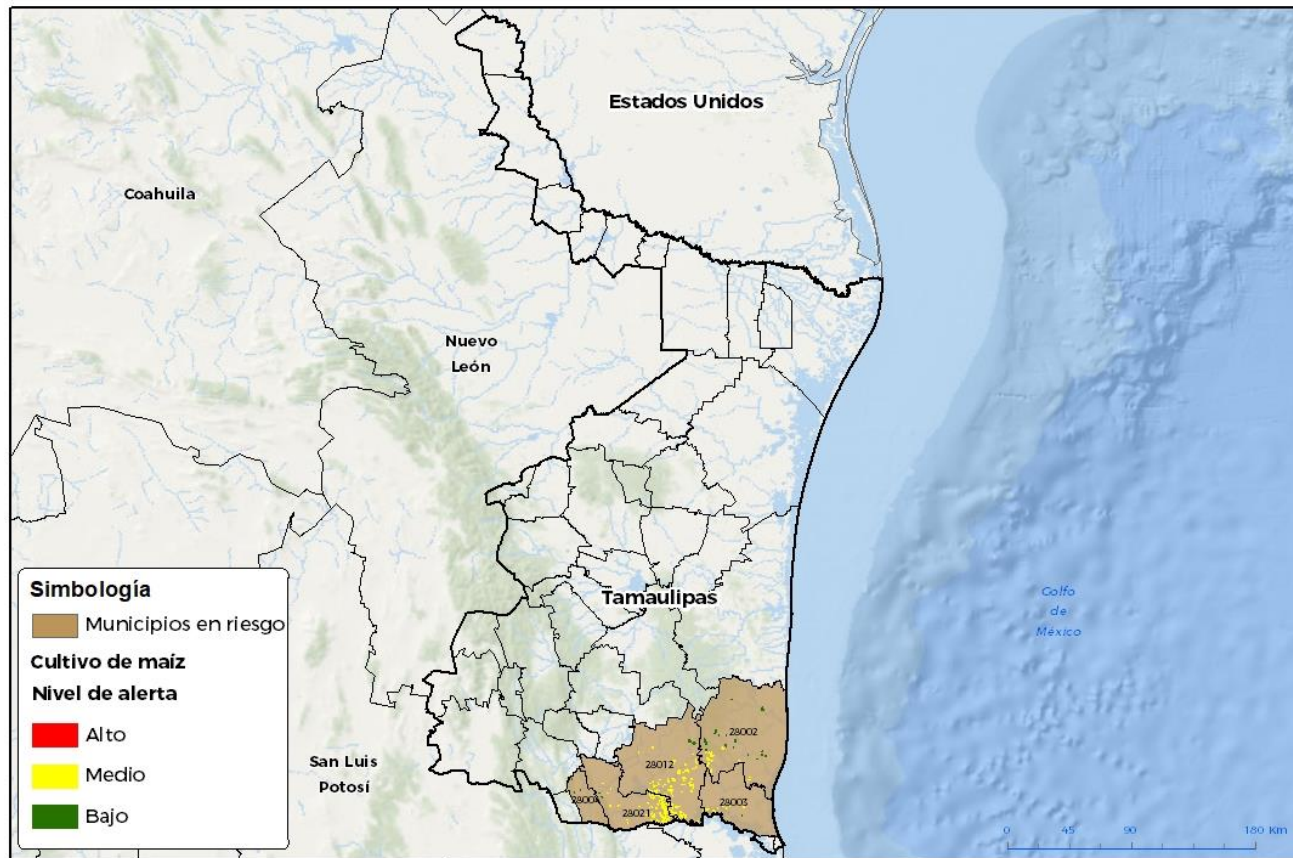 Estados Unidos
Coahuila
Nuevo
León
Tamaulipas
Golfo
de
México
San Luis
Potosí
28002
28012
28004
28021
28003
Simbología
Municipios en riesgo
Cultivo de maíz
Nivel de alerta
Alto
Medio
Bajo
0 45 90 180 KM